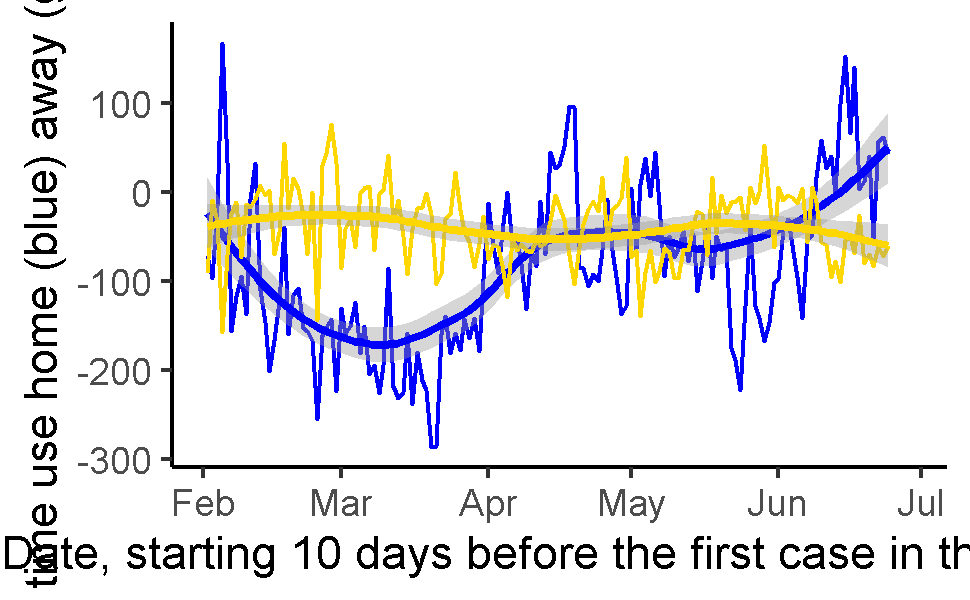 time use home (blue) away (
100
0
-100
-200
-300
Feb Mar Apr May Jun Jul
Date, starting 10 days before the first case in th